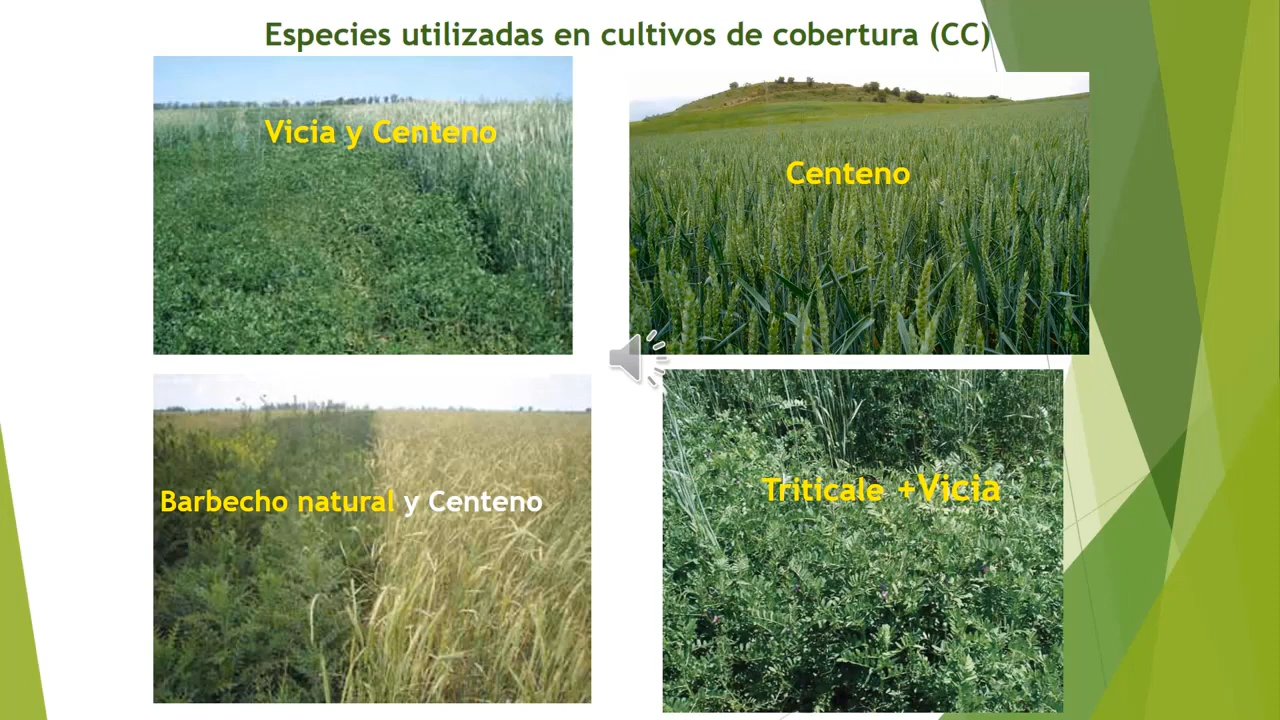 Especies utilizadas en cultivos de cobertura (CC)
Vicia y Centeno
Centeno
Barbecho natural y Centeno
Triticale +Vicia